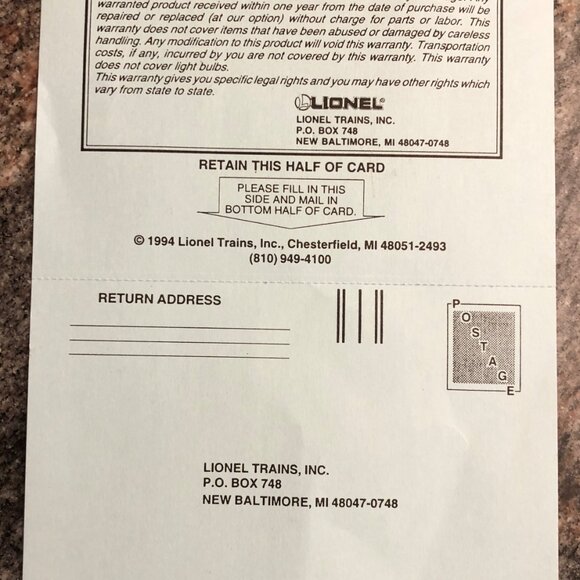 warranted product received within one year from the date of purchase will be
repaired or replaced (at our option) without charge for parts or labor. This
warranty does not cover items that have been abused or damaged by careless
handling. Any modification to this product will void this warranty. Transportation
costs, if any, incurred by you are not covered by this warranty. This warranty
does not cover light bulbs.
This warranty gives you specific legal rights and you may have other rights which
vary from state to state.
LIONEL®
LIONEL TRAINS, INC.
P.O. BOX 748
NEW BALTIMORE, MI 48047-0748
RETAIN THIS HALF OF CARD
PLEASE FILL IN THIS
SIDE AND MAIL IN
BOTTOM HALF OF CARD.
© 1994 Lionel Trains, Inc., Chesterfield, MI 48051-2493
(810) 949-4100
RETURN ADDRESS
POSTAGE
LIONEL TRAINS, INC.
P.O. BOX 748
NEW BALTIMORE, MI 48047-0748